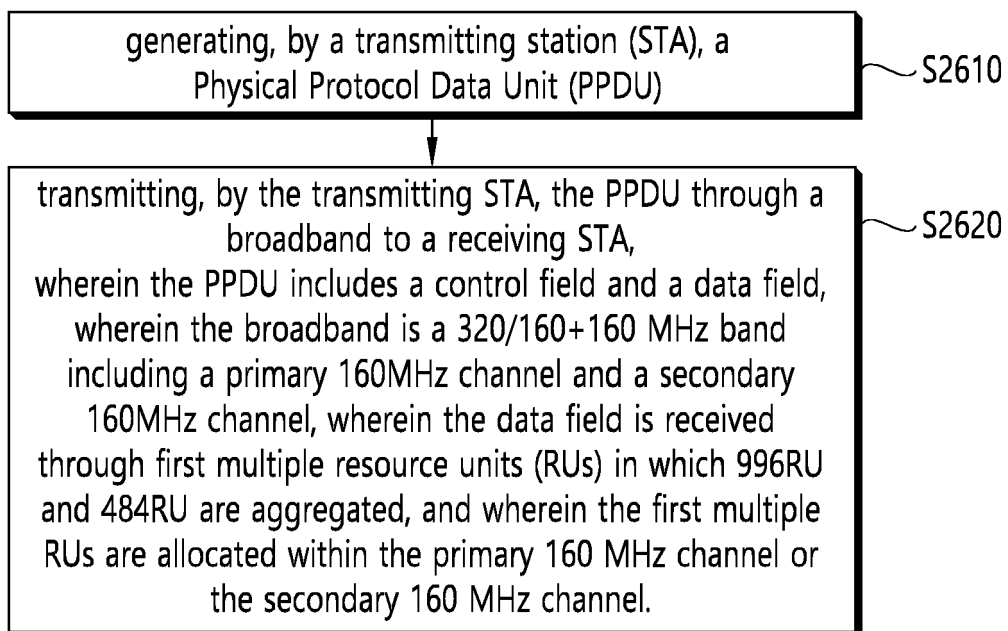 generating, by a transmitting station (STA), a
Physical Protocol Data Unit (PPDU)
S2610
transmitting, by the transmitting STA, the PPDU through a
broadband to a receiving STA,
wherein the PPDU includes a control field and a data field,
wherein the broadband is a 320/160+160 MHz band
including a primary 160MHz channel and a secondary
160MHz channel, wherein the data field is received
through first multiple resource units (RUs) in which 996RU
and 484RU are aggregated, and wherein the first multiple
RUs are allocated within the primary 160 MHz channel or
the secondary 160 MHz channel.
S2620